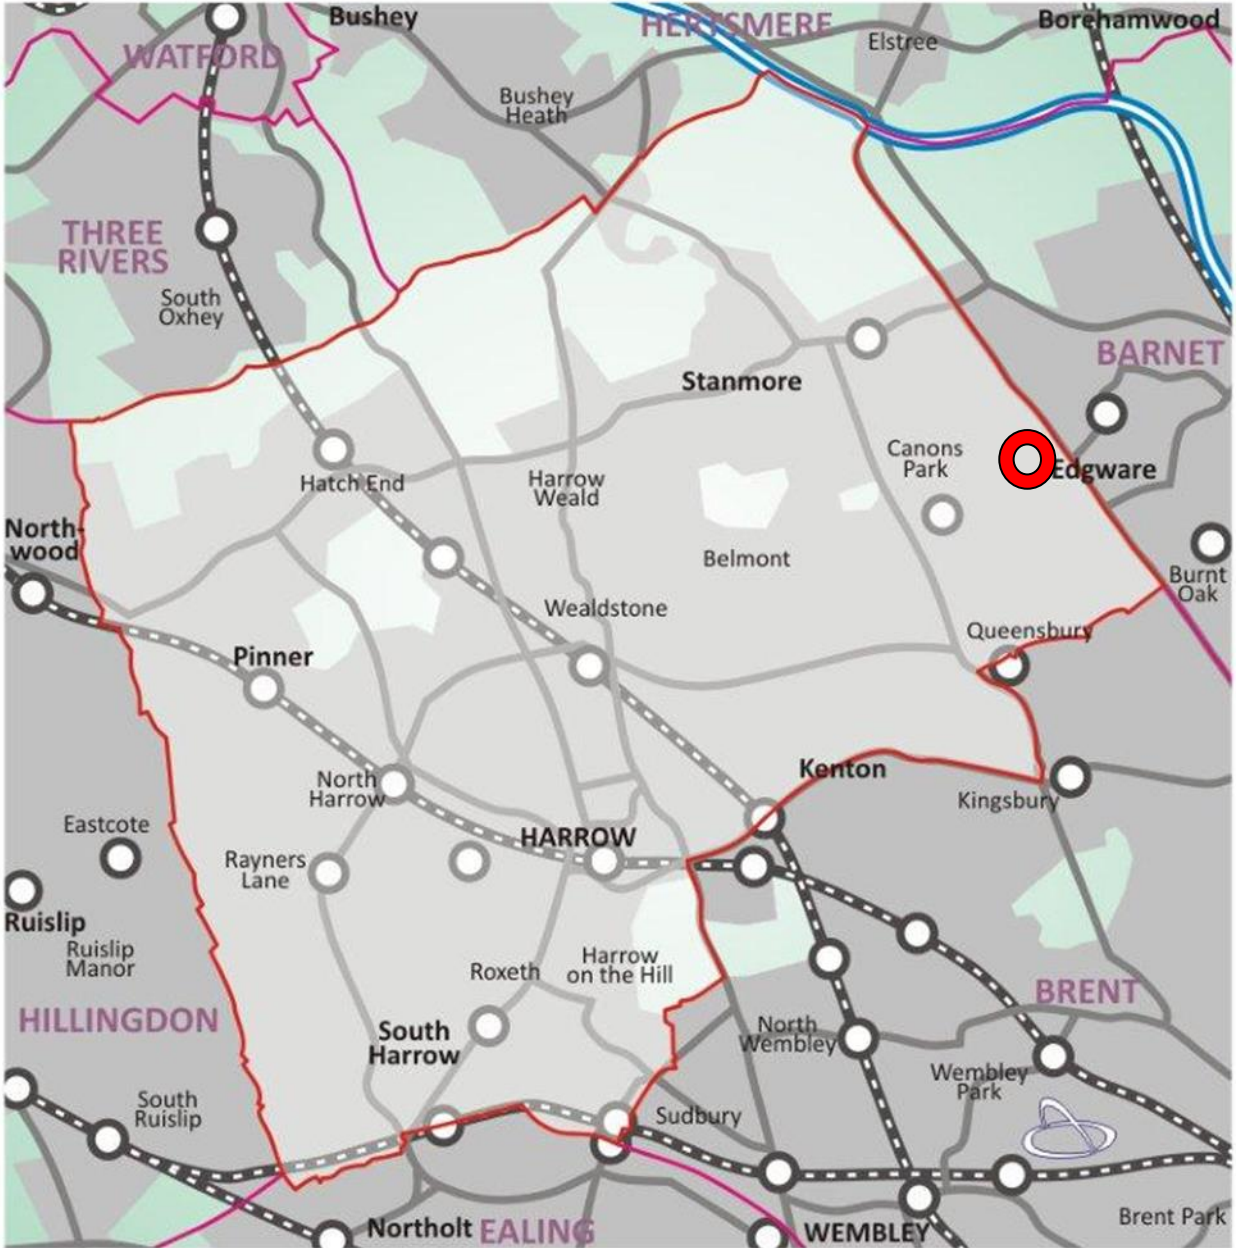 Bushey
HERTSMERE
Borehamwood
WATFORD
Elstree
Bushey
Heath
THREE
RIVERS
South
Oxhey
BARNET
Stanmore
Canons
Park
Edgware
Hatch End
Harrow
Weald
North-
wood
Belmont
Burnt
Oak
Wealdstone
Queensbury
Pinner
Kenton
North
Harrow
Kingsbury
Eastcote
HARROW
Rayners
Lane
Ruislip
Ruislip
Manor
Roxeth
Harrow
on the Hill
HILLINGDON
BRENT
South
Harrow
North
Wembley
Wembley
Park
South
Ruislip
Sudbury
Northolt
EALING
WEMBLEY
Brent Park